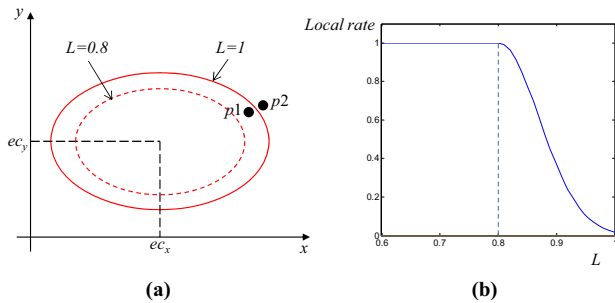 y
L=0.8
L=1
p1
p2
ec_y
ec_x
x
(a)
Local rate
1
0.8
0.6
0.4
0.2
0
0.6
0.7
0.8
0.9
L
(b)